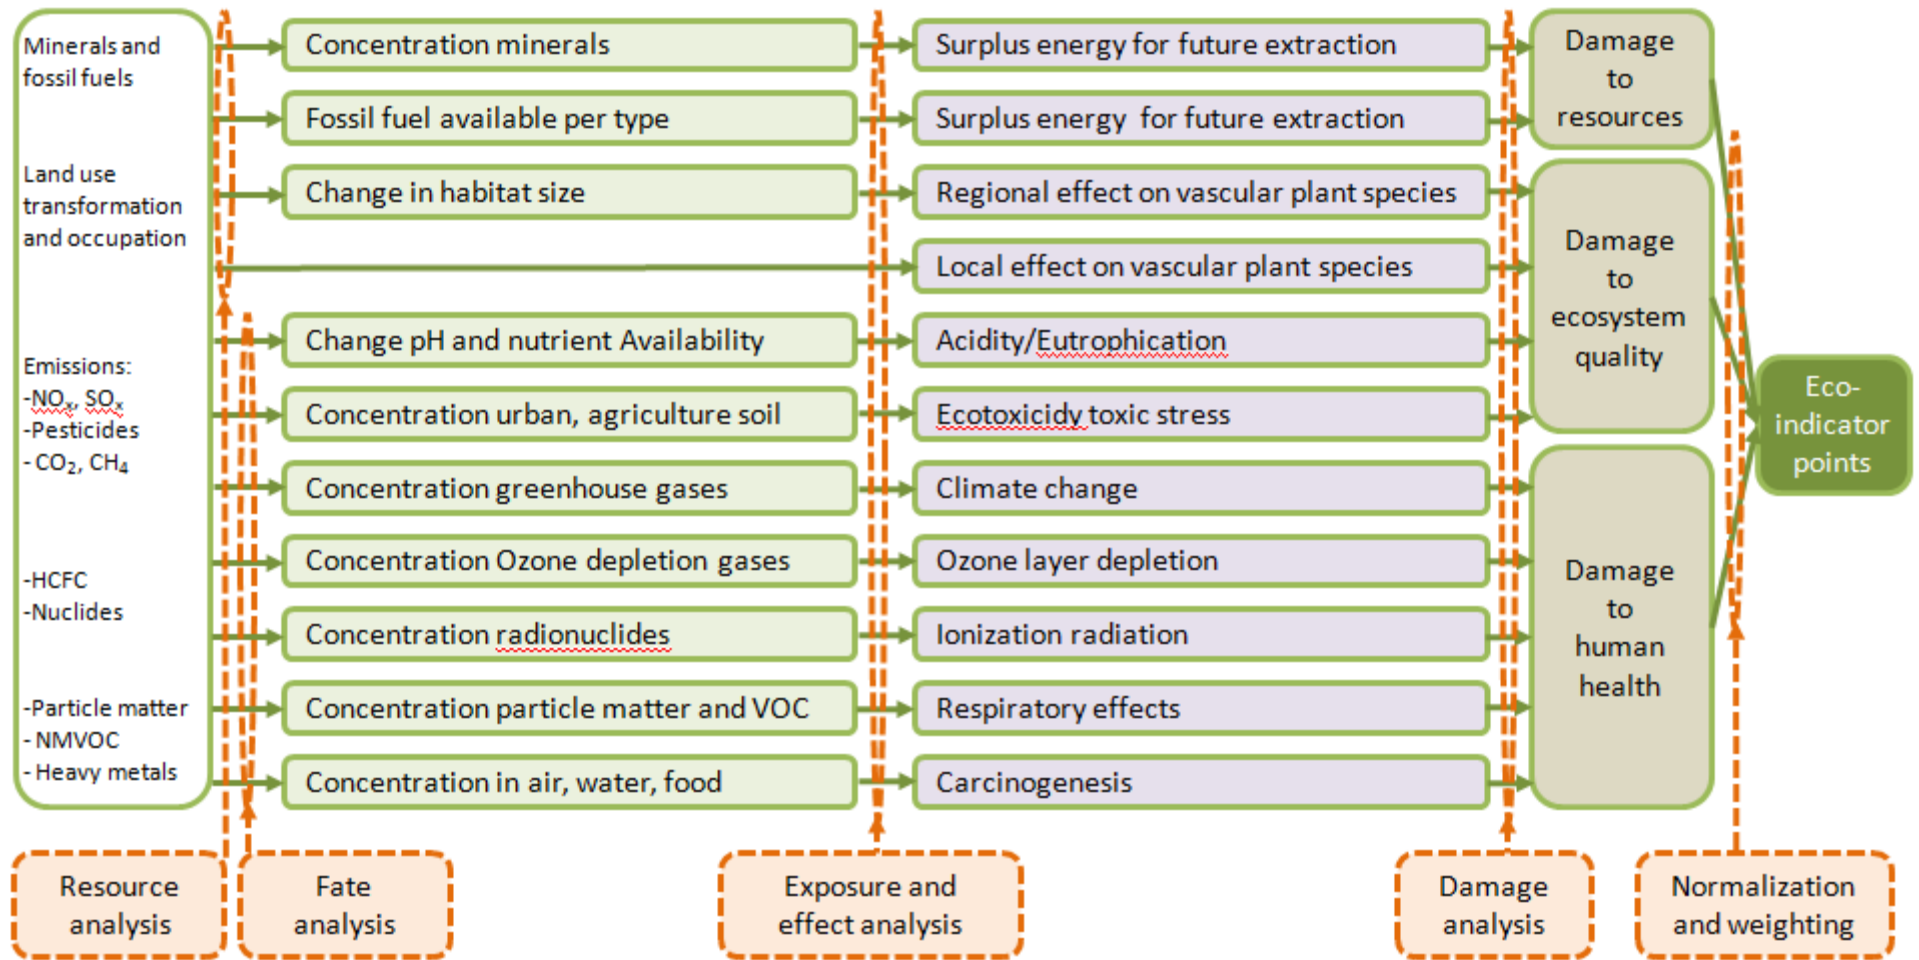 Minerals and
fossil fuels
Land use
transformation
and occupation
Emissions:
-NOₓ, SOₓ
-Pesticides
- CO₂, CH₄
-HCFC
-Nuclides
-Particle matter
- NMVOC
- Heavy metals
Concentration minerals
Fossil fuel available per type
Change in habitat size
Change pH and nutrient Availability
Concentration urban, agriculture soil
Concentration greenhouse gases
Concentration Ozone depletion gases
Concentration radionuclides
Concentration particle matter and VOC
Concentration in air, water, food
Surplus energy for future extraction
Surplus energy for future extraction
Regional effect on vascular plant species
Local effect on vascular plant species
Acidity/Eutrophication
Ecotoxicidy toxic stress
Climate change
Ozone layer depletion
Ionization radiation
Respiratory effects
Carcinogenesis
Damage
to
resources
Damage
to
ecosystem
quality
Damage
to
human
health
Eco-
indicator
points
Resource
analysis
Fate
analysis
Exposure and
effect analysis
Damage
analysis
Normalization
and weighting